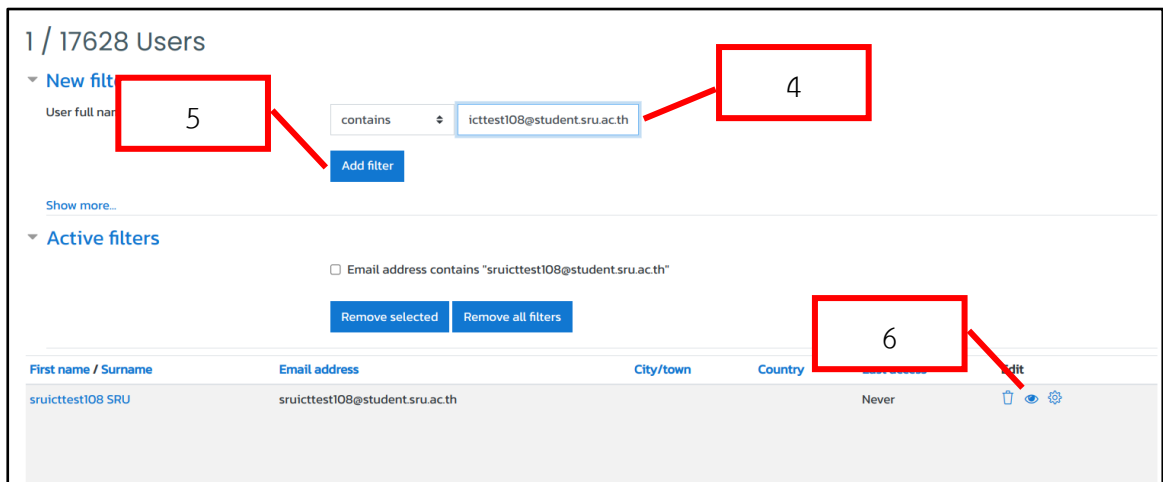 1 / 17628 Users
New filt
5
4
User full nar
contains
icttest108@student.sru.ac.th
Add filter
Show more...
Active filters
Email address contains "sruicttest108@student.sru.ac.th"
Remove selected
Remove all filters
6
First name / Surname
Email address
City/town
Country
Edit
sruicttest108 SRU
sruicttest108@student.sru.ac.th
Never